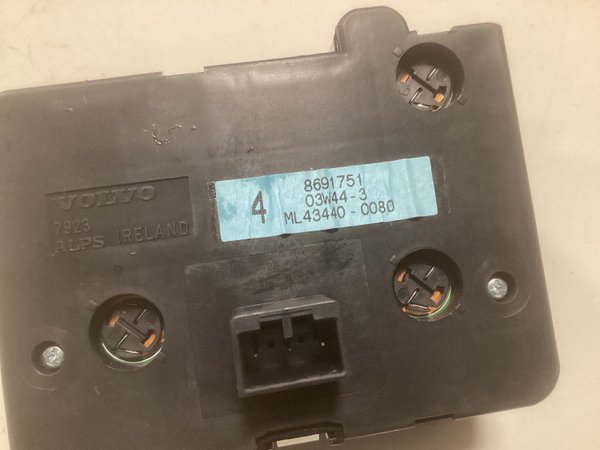 VOLVO
7923
ALPS IRELAND
4
8691751
03W44-3
ML43440-0080